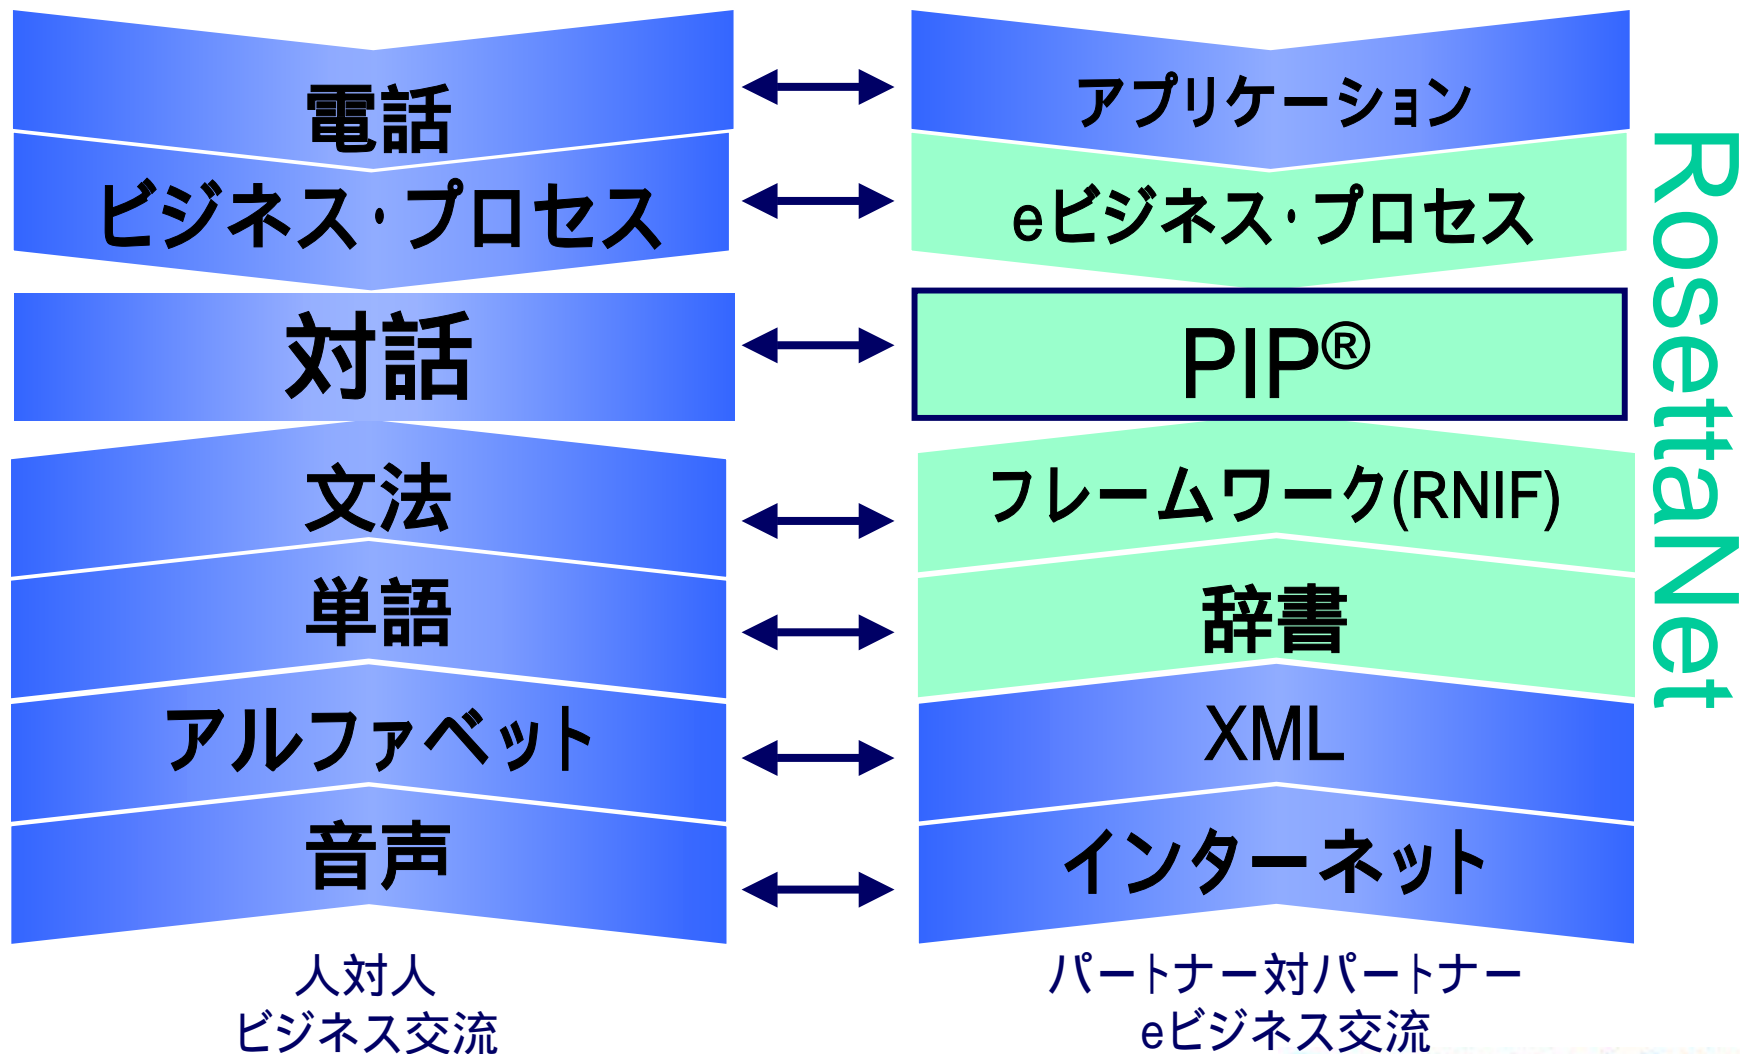 電話
アプリケーション
ビジネス・プロセス
eビジネス・プロセス
対話
PIP®
文法
フレームワーク(RNIF)
単語
辞書
アルファベット
XML
音声
インターネット
RosettaNet
人対人
ビジネス交流
パートナー対パートナー
eビジネス交流